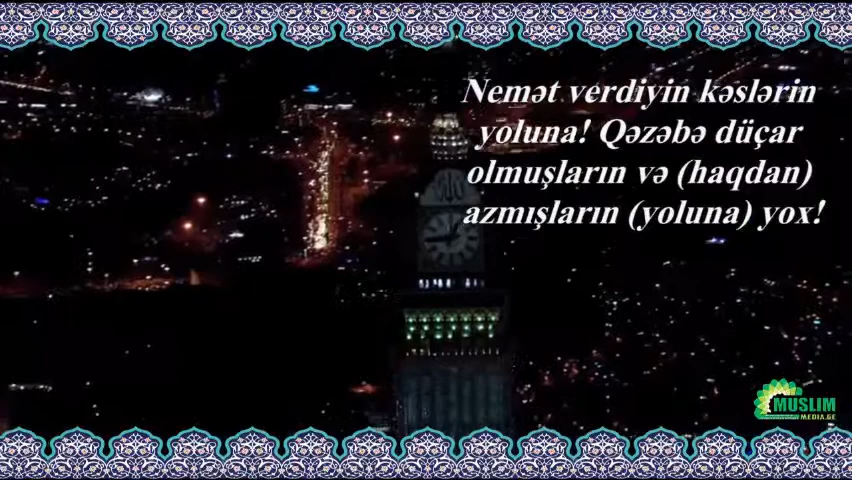 Nemət verdiyin kəslərin
yoluna! Qəzəbə düçar
olmuşların və (haqdan)
azmışların (yoluna) yox!
MUSLIM
MEDIA.GE